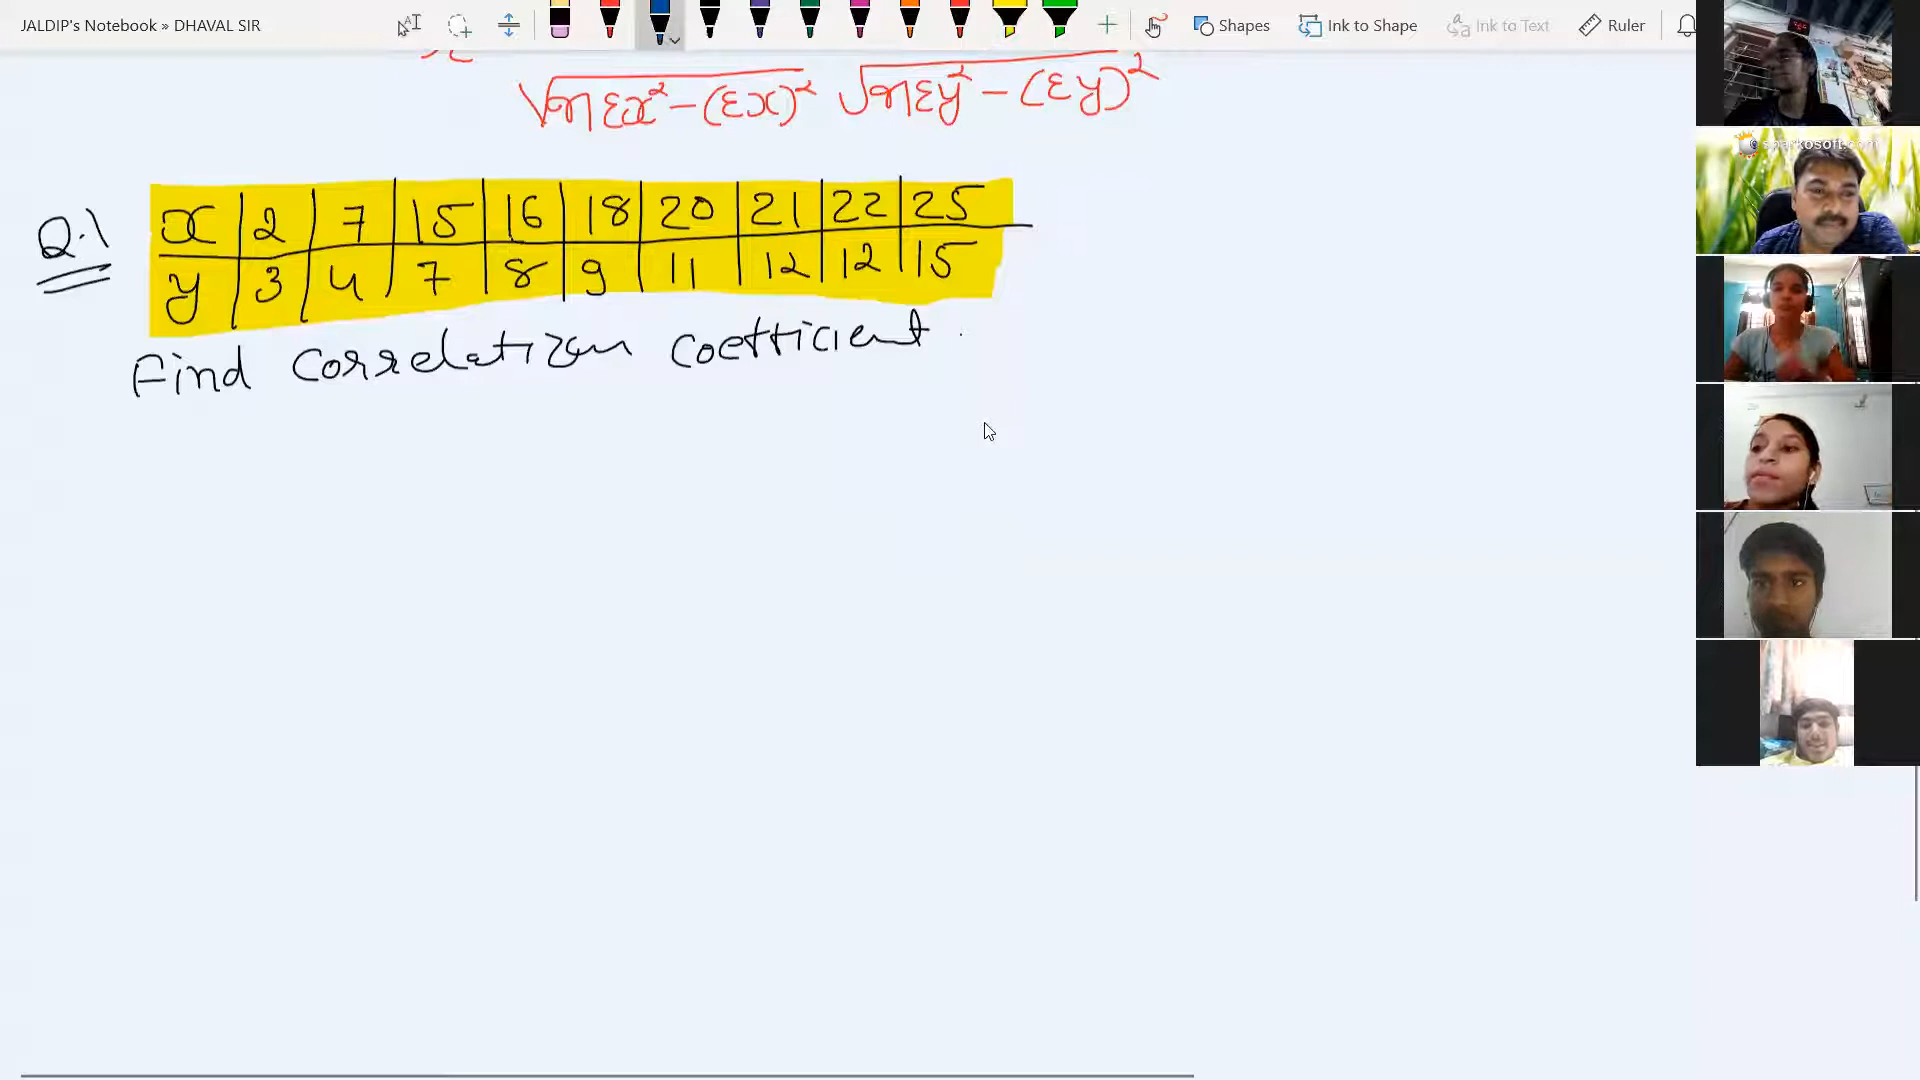 JALDIP's Notebook » DHAVAL SIR
Shapes
Ink to Shape
Ink to Text
Ruler
√nΣx²-(Σx)² √nΣy²-(Σy)²
Q.1
x 2 7 15 16 18 20 21 22 25
y 3 4 7 8 9 11 12 12 15
Find correlation coefficient.
sparkosoft.com